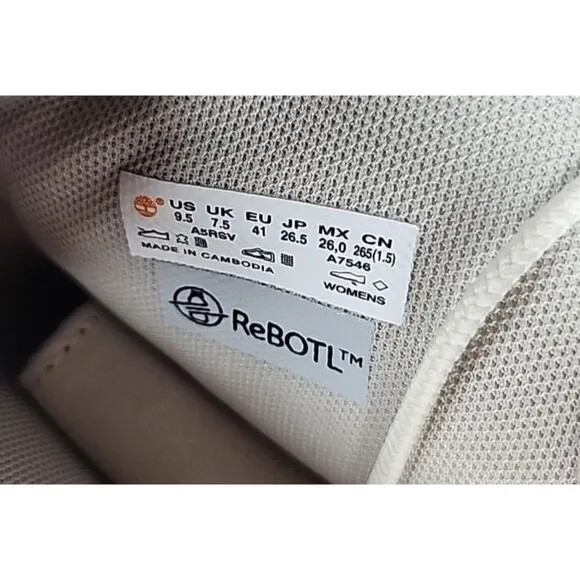 ® US UK EU JP MX CN
9.5 7.5 41 26.5 26,0 265(1.5)
A5RSV A7546
MADE IN CAMBODIA WOMENS
ReBOTL™